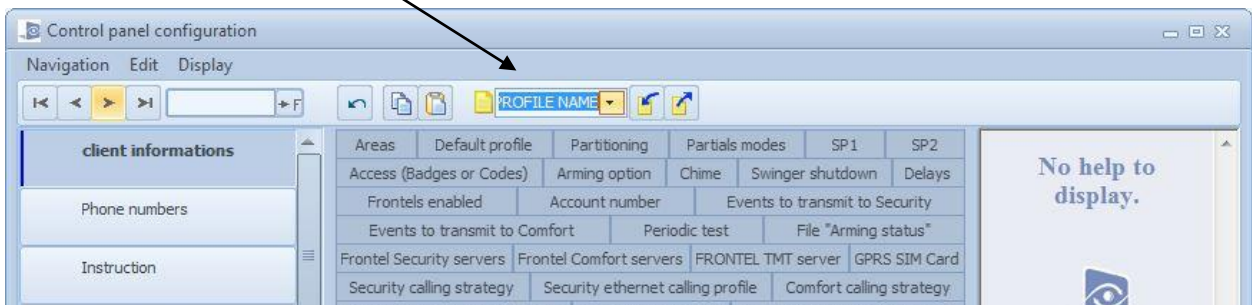 Control panel configuration
Navigation Edit Display
F PROFILE NAME
client informations
Phone numbers
Instruction
Areas Default profile Partitioning Partials modes SP1 SP2
Access (Badges or Codes) Arming option Chime Swinger shutdown Delays
Frontels enabled Account number Events to transmit to Security
Events to transmit to Comfort Periodic test File "Arming status"
Frontel Security servers Frontel Comfort servers FRONTEL TMT server GPRS SIM Card
Security calling strategy Security ethernet calling profile Comfort calling strategy
No help to
display.